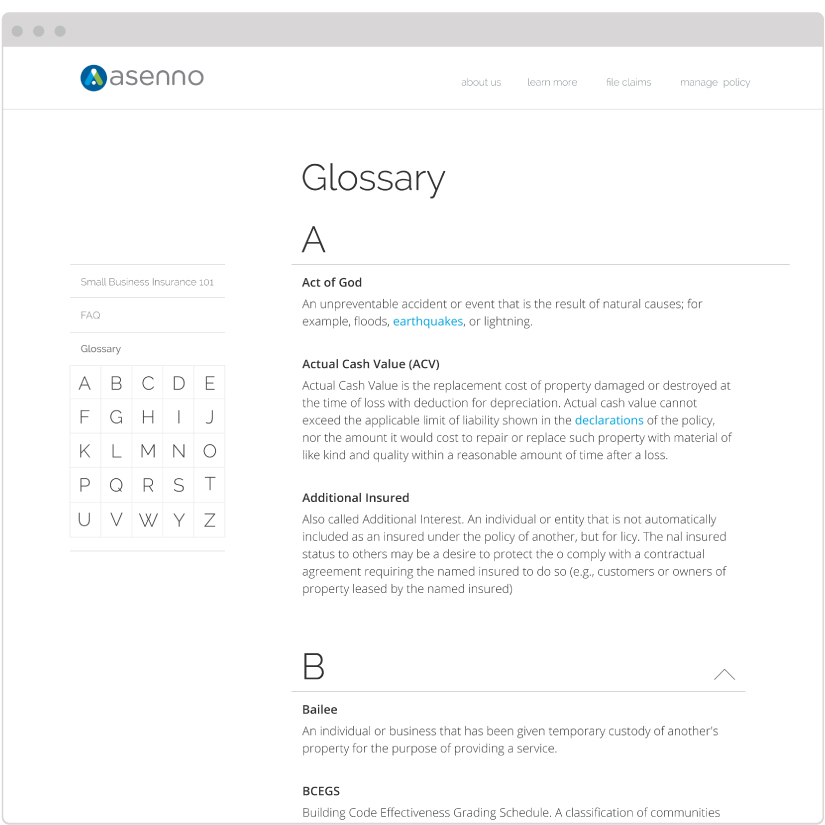 asenno
about us learn more file claims manage policy
Glossary
A
Small Business Insurance 101
FAQ
Glossary
A B C D E
F G H I J
K L M N O
P Q R S T
U V W Y Z
Act of God
An unpreventable accident or event that is the result of natural causes; for
example, floods, earthquakes, or lightning.
Actual Cash Value (ACV)
Actual Cash Value is the replacement cost of property damaged or destroyed at
the time of loss with deduction for depreciation. Actual cash value cannot
exceed the applicable limit of liability shown in the declarations of the policy,
nor the amount it would cost to repair or replace such property with material of
like kind and quality within a reasonable amount of time after a loss.
Additional Insured
Also called Additional Interest. An individual or entity that is not automatically
included as an insured under the policy of another, but for licy. The nal insured
status to others may be a desire to protect the o comply with a contractual
agreement requiring the named insured to do so (e.g., customers or owners of
property leased by the named insured)
B
Bailee
An individual or business that has been given temporary custody of another's
property for the purpose of providing a service.
BCEGS
Building Code Effectiveness Grading Schedule. A classification of communities